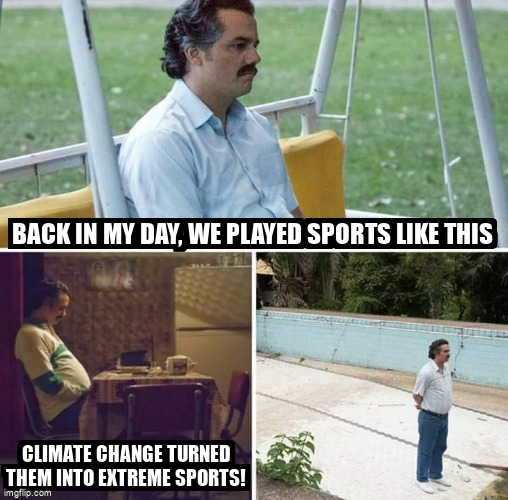 BACK IN MY DAY, WE PLAYED SPORTS LIKE THIS
CLIMATE CHANGE TURNED
THEM INTO EXTREME SPORTS!
imgflip.com